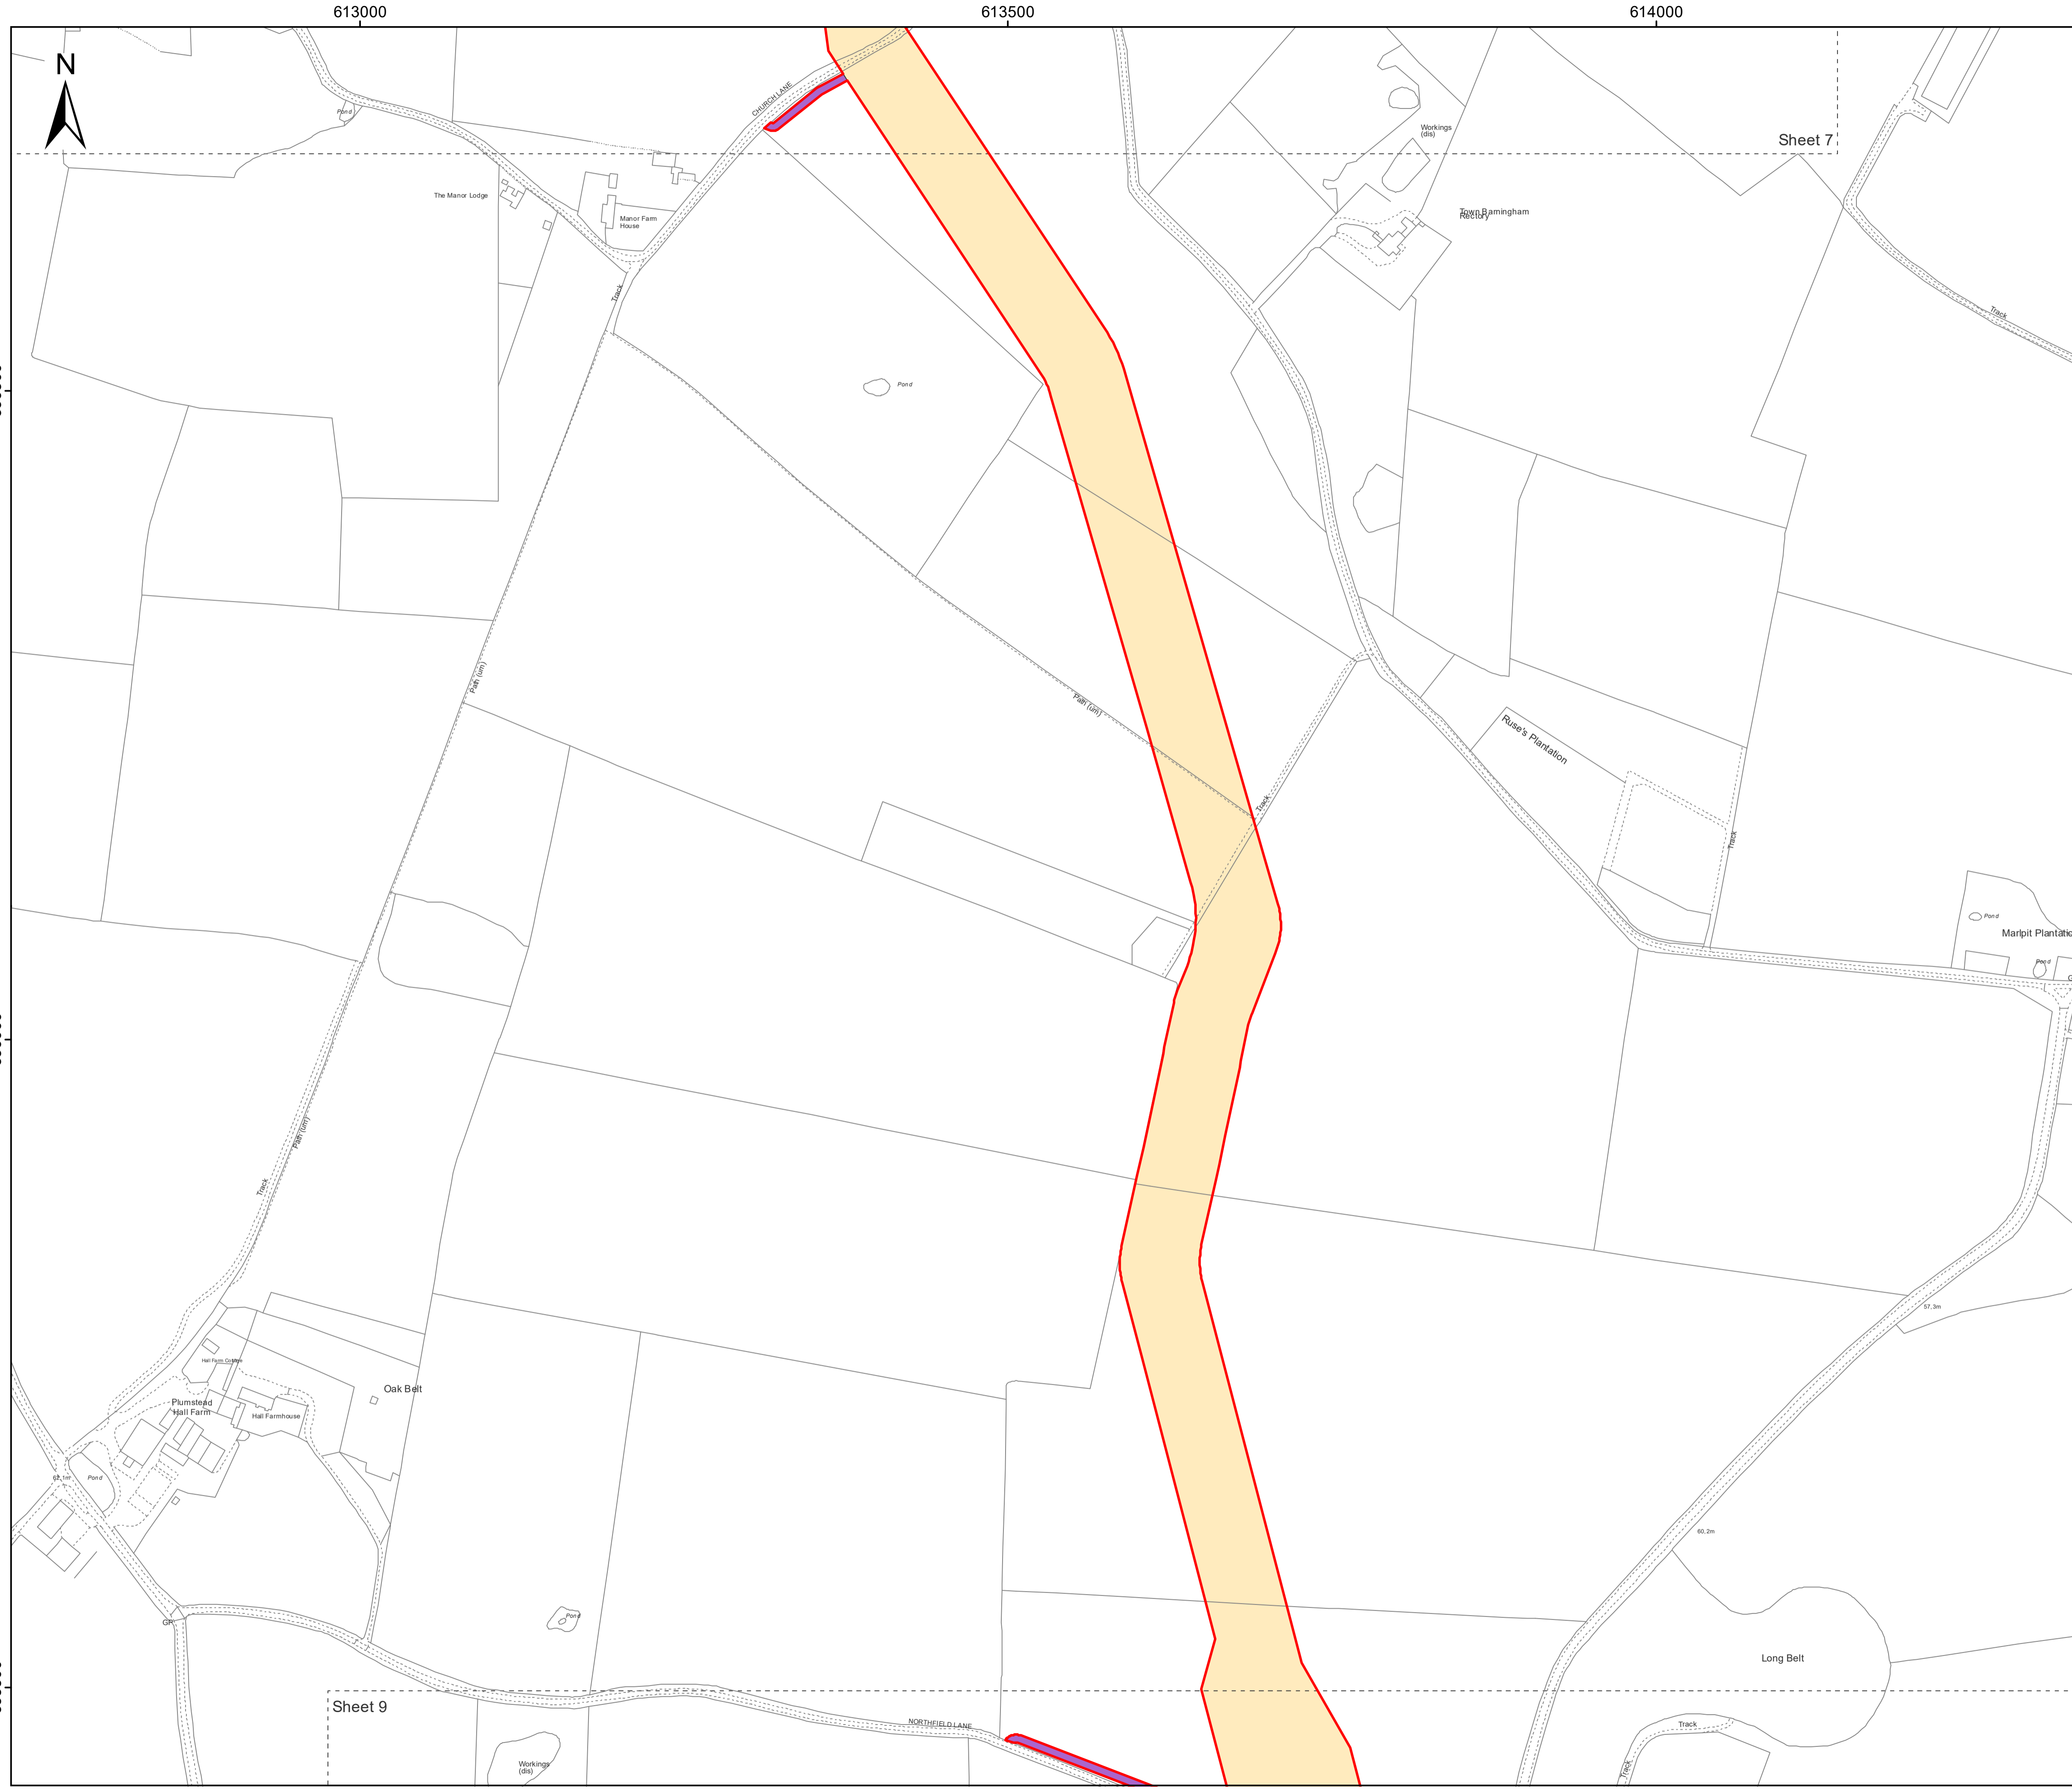 613000
613500
614000
N
CHURCH LANE
Pond
Workings
(dis)
Sheet 7
The Manor Lodge
Manor Farm
House
Town Barningham
Rectory
Track
Track
Pond
Path (um)
Path (um)
Ruse's Plantation
Track
Track
Pond
Marlpit Plantatio
Pond
Path (um)
Track
57.3m
Hall Farm Cottage
Oak Belt
Plumstead
Hall Farm
Hall Farmhouse
62.1m
Pond
60.2m
GP
Pond
Long Belt
Sheet 9
NORTHFIELD LANE
Track
Workings
(dis)
Track